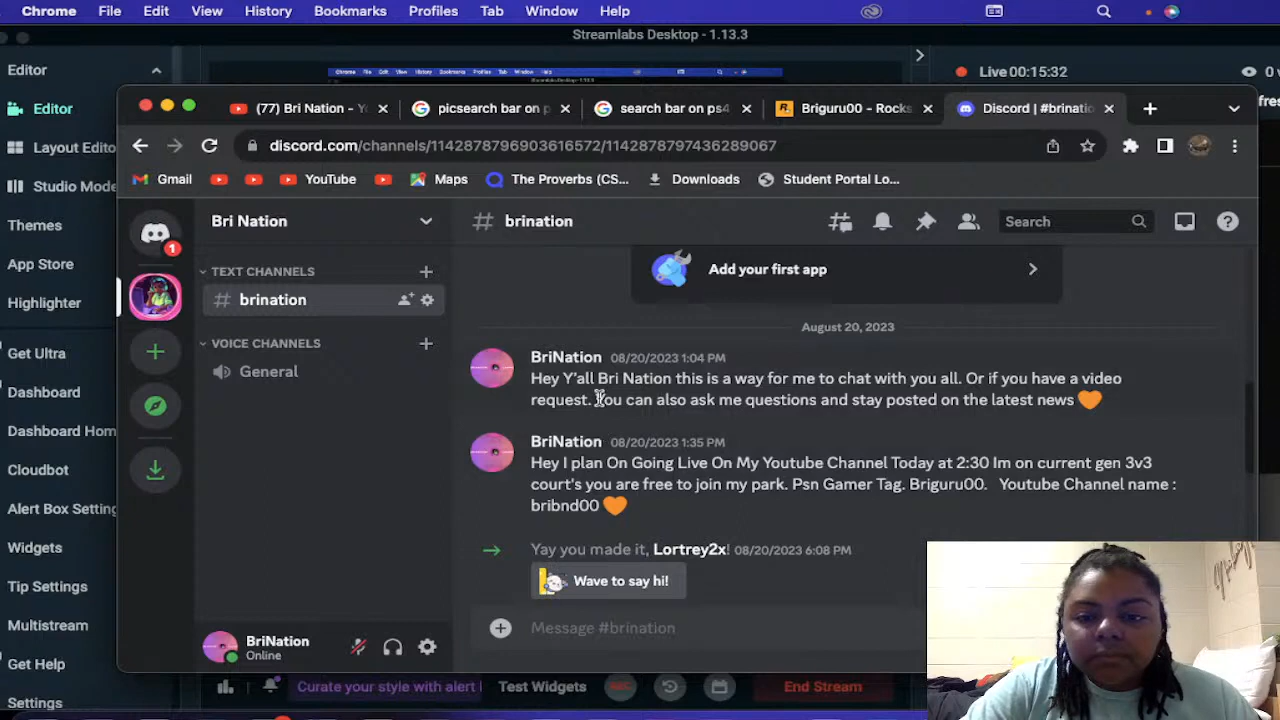 Chrome File Edit View History Bookmarks Profiles Tab Window Help
Streamlabs Desktop - 1.13.3
Editor
Live 00:15:32
0
Editor
Layout Edito
Studio Mode
Themes
App Store
Highlighter
Get Ultra
Dashboard
Dashboard Hom
Cloudbot
Alert Box Setting
Widgets
Tip Settings
Multistream
Get Help
Settings
(77) Bri Nation - Yo
picsearch bar on p
search bar on ps4
Briguru00 - Rocks
Discord | #brinatio
discord.com/channels/1142878796903616572/1142878797436289067
Gmail
YouTube
Maps
The Proverbs (CS...
Downloads
Student Portal Lo...
1
Bri Nation
TEXT CHANNELS
brination
VOICE CHANNELS
General
BriNation
Online
# brination
Search
Add your first app
August 20, 2023
BriNation 08/20/2023 1:04 PM
Hey Y'all Bri Nation this is a way for me to chat with you all. Or if you have a video
request. You can also ask me questions and stay posted on the latest news 🧡
BriNation 08/20/2023 1:35 PM
Hey I plan On Going Live On My Youtube Channel Today at 2:30 Im on current gen 3v3
court's you are free to join my park. Psn Gamer Tag. Briguru00. Youtube Channel name :
bribnd00 🧡
Yay you made it, Lortrey2x! 08/20/2023 6:08 PM
Wave to say hi!
Message #brination
Curate your style with alert
Test Widgets
REC
End Stream